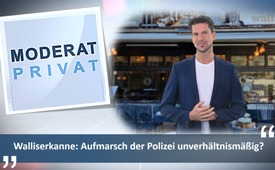 MODERAT
PRIVAT
Walliserkanne: Aufmarsch der Polizei unverhältnismäßig?